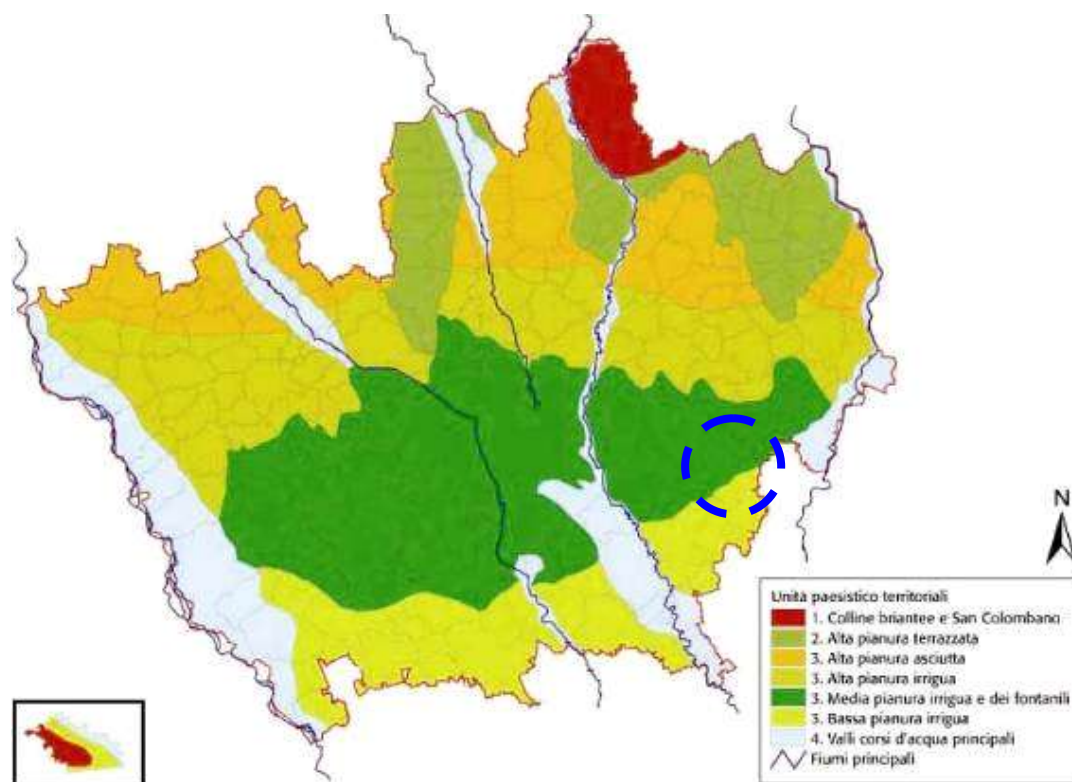 N
Unità paesistico territoriali
1. Colline briantee e San Colombano
2. Alta pianura terrazzata
3. Alta pianura asciutta
3. Alta pianura irrigua
3. Media pianura irrigua e dei fontanili
3. Bassa pianura irrigua
4. Valli corsi d'acqua principali
Fiumi principali